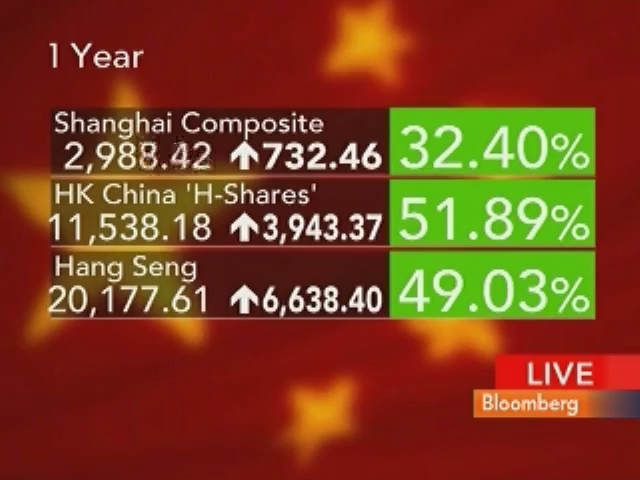 1 Year
Shanghai Composite
2,988.42 ↑732.46 32.40%
HK China 'H-Shares'
11,538.18 ↑3,943.37 51.89%
Hang Seng
20,177.61 ↑6,638.40 49.03%
LIVE
Bloomberg